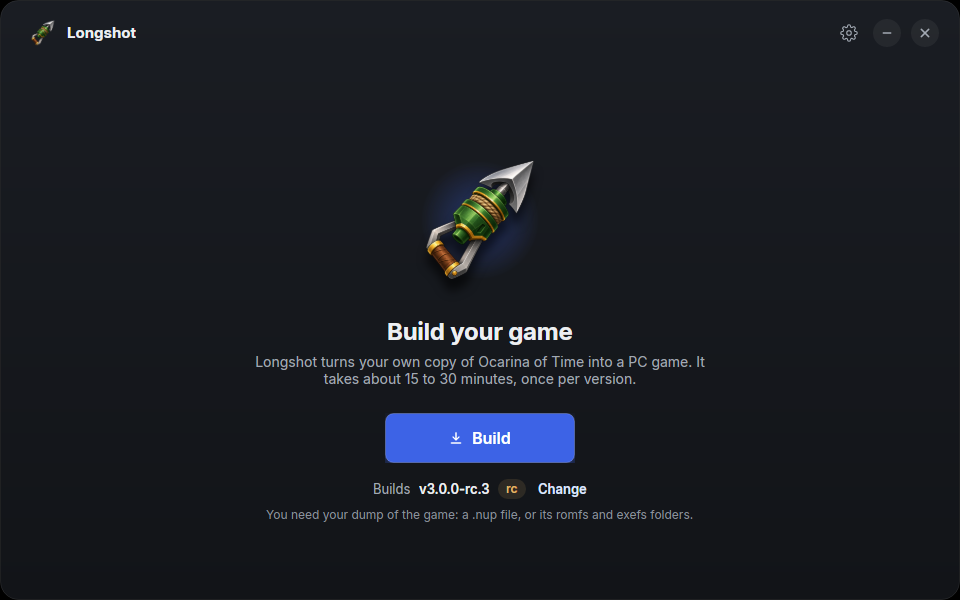 Longshot
Build your game
Longshot turns your own copy of Ocarina of Time into a PC game. It
takes about 15 to 30 minutes, once per version.
Build
Builds v3.0.0-rc.3 rc Change
You need your dump of the game: a .nup file, or its romfs and exefs folders.